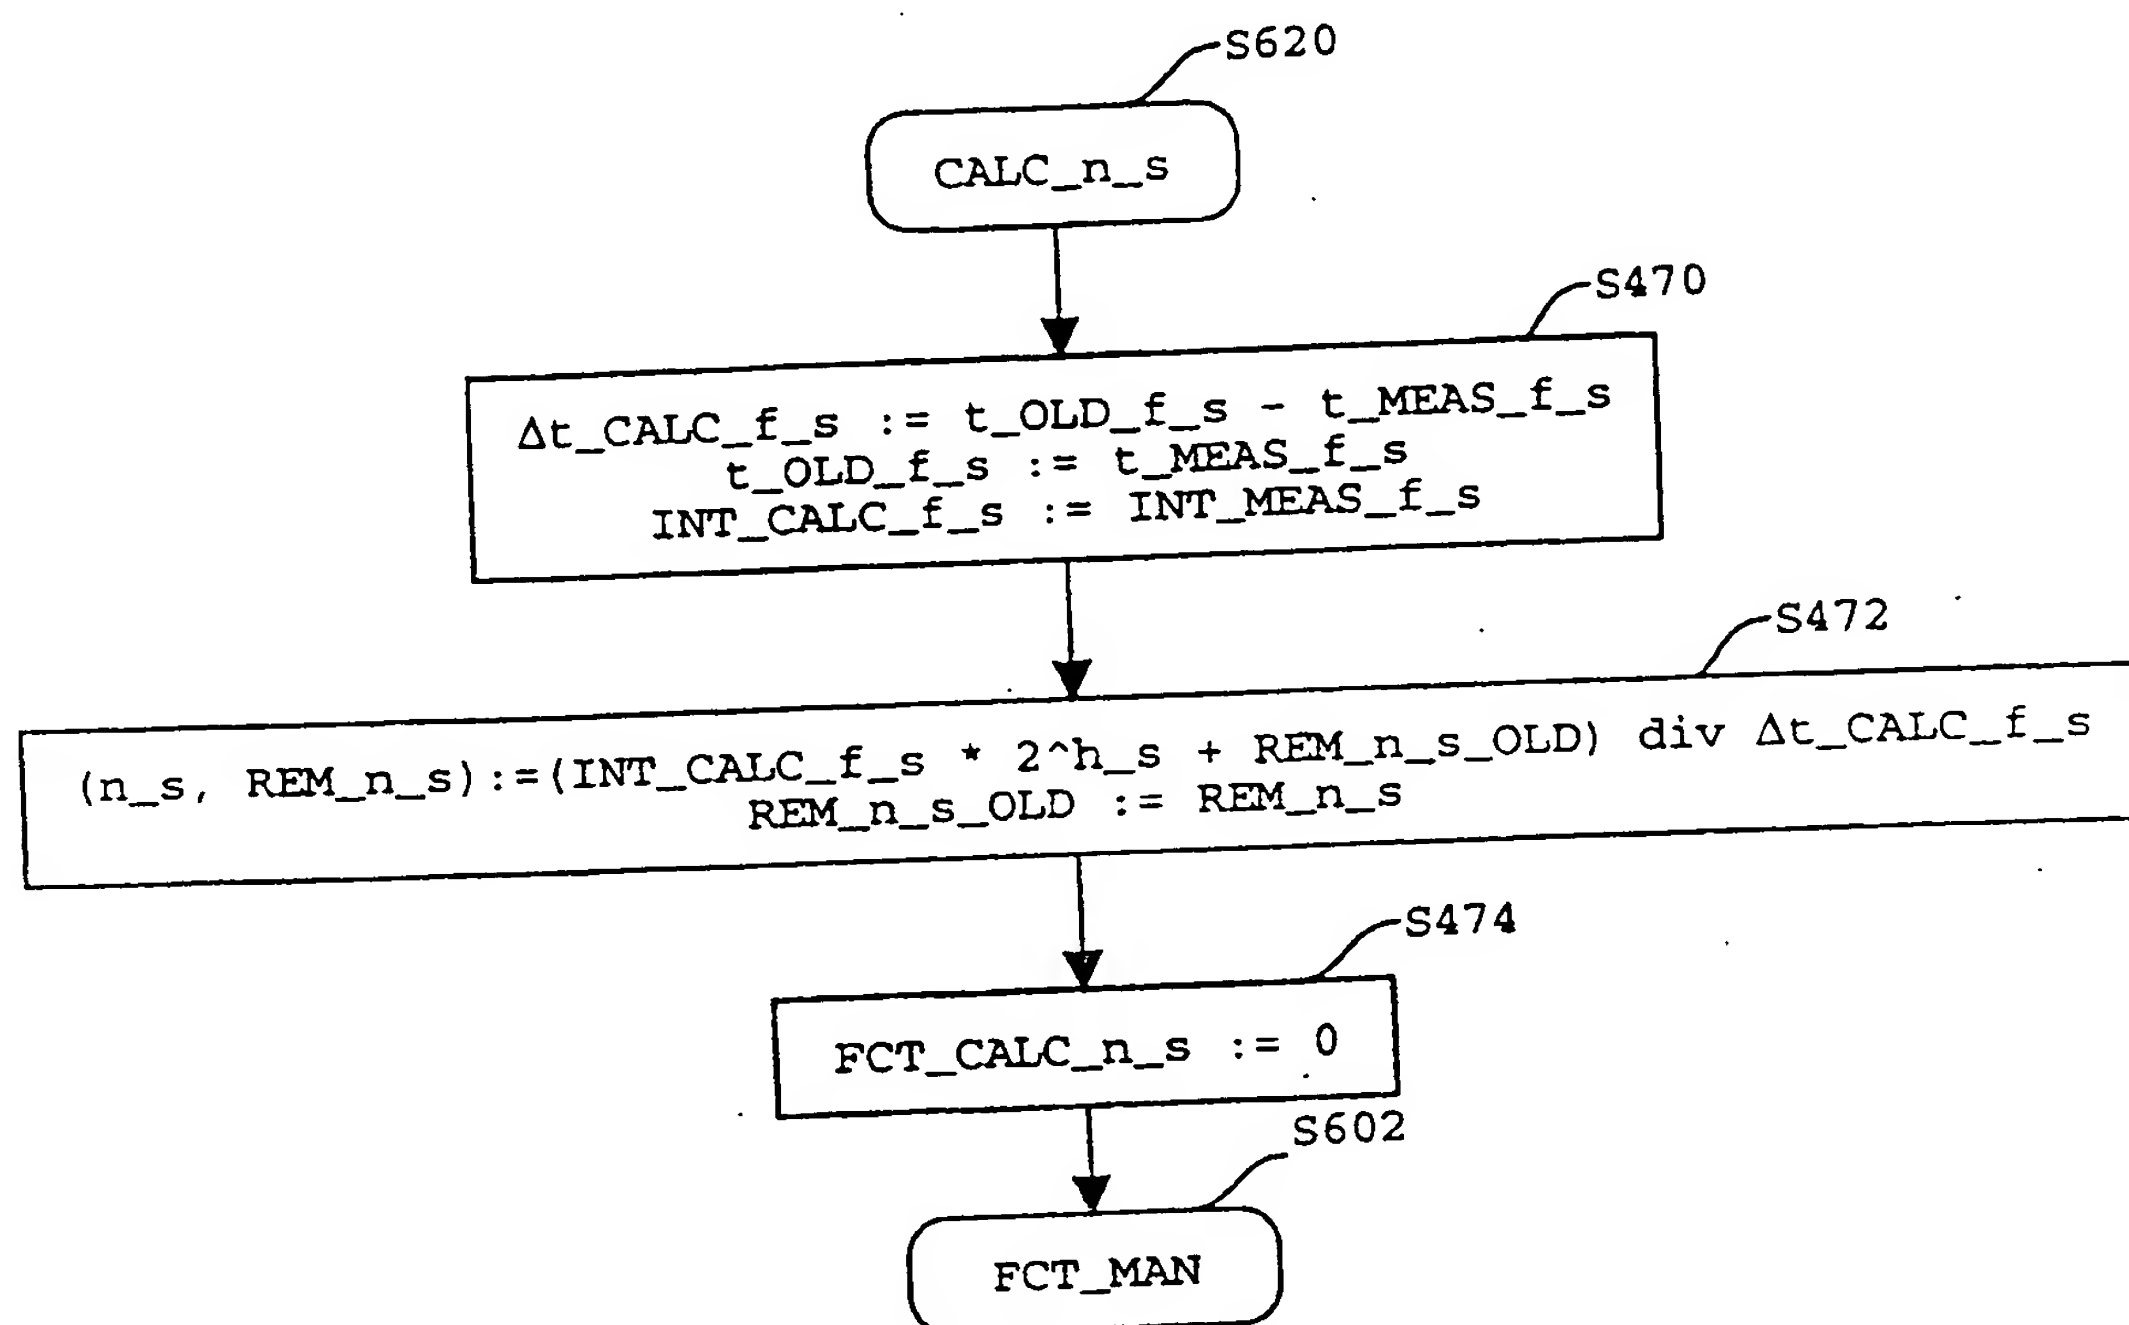 S620
CALC_n_s
S470
Δt_CALC_f_s := t_OLD_f_s - t_MEAS_f_s
t_OLD_f_s := t_MEAS_f_s
INT_CALC_f_s := INT_MEAS_f_s
S472
(n_s, REM_n_s):=(INT_CALC_f_s * 2^h_s + REM_n_s_OLD) div Δt_CALC_f_s
REM_n_s_OLD := REM_n_s
S474
FCT_CALC_n_s := 0
S602
FCT_MAN